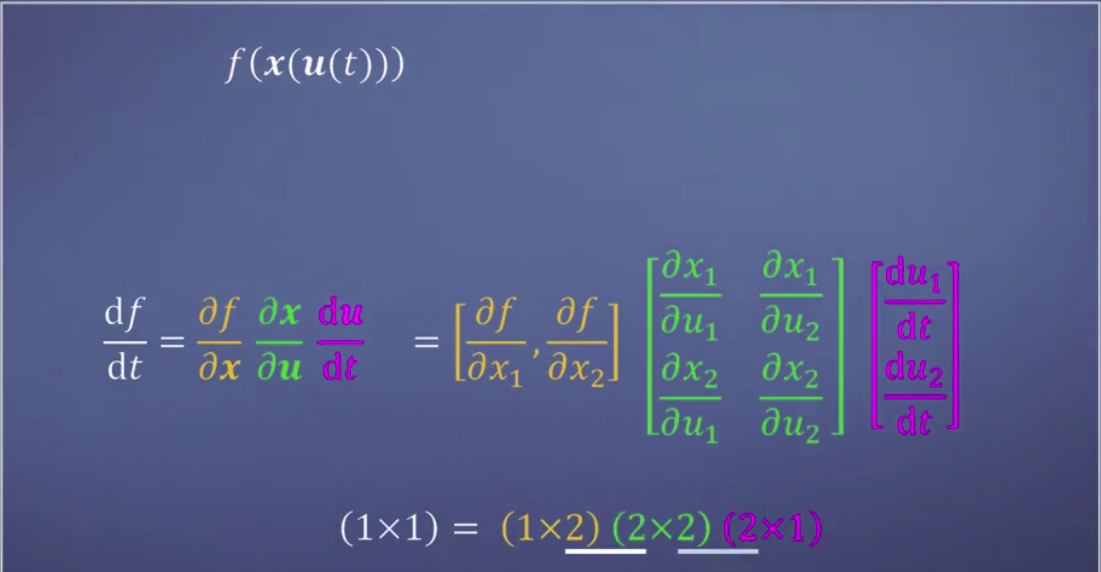 f(x(u(t)))
df/dt = ∂f/∂x ∂x/∂u du/dt = [∂f/∂x₁, ∂f/∂x₂] [∂x₁/∂u₁ ∂x₁/∂u₂ ∂x₂/∂u₁ ∂x₂/∂u₂] [du₁/dt du₂/dt]
(1×1) = (1×2) (2×2) (2×1)